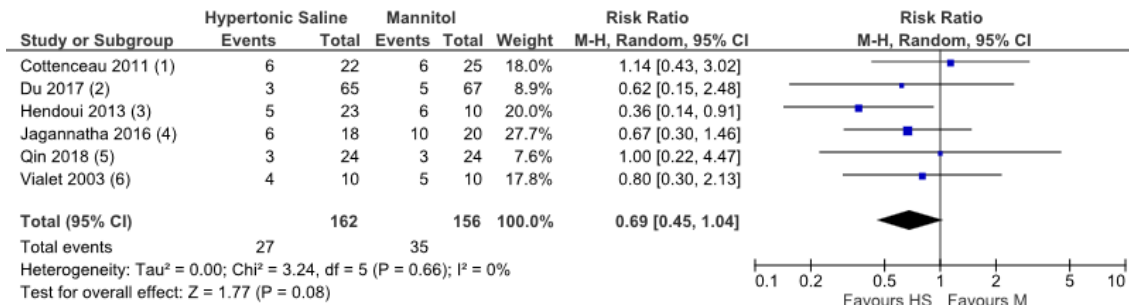 Hypertonic Saline Mannitol Risk Ratio Risk Ratio
Study or Subgroup Events Total Events Total Weight M-H, Random, 95% CI M-H, Random, 95% CI
Cottenceau 2011 (1) 6 22 6 25 18.0% 1.14 [0.43, 3.02]
Du 2017 (2) 3 65 5 67 8.9% 0.62 [0.15, 2.48]
Hendoui 2013 (3) 5 23 6 10 20.0% 0.36 [0.14, 0.91]
Jagannatha 2016 (4) 6 18 10 20 27.7% 0.67 [0.30, 1.46]
Qin 2018 (5) 3 24 3 24 7.6% 1.00 [0.22, 4.47]
Vialet 2003 (6) 4 10 5 10 17.8% 0.80 [0.30, 2.13]
Total (95% CI) 162 156 100.0% 0.69 [0.45, 1.04]
Total events 27 35
Heterogeneity: Tau² = 0.00; Chi² = 3.24, df = 5 (P = 0.66); I² = 0%
Test for overall effect: Z = 1.77 (P = 0.08)
0.1 0.2 0.5 1 2 5 10
Favours HS Favours M